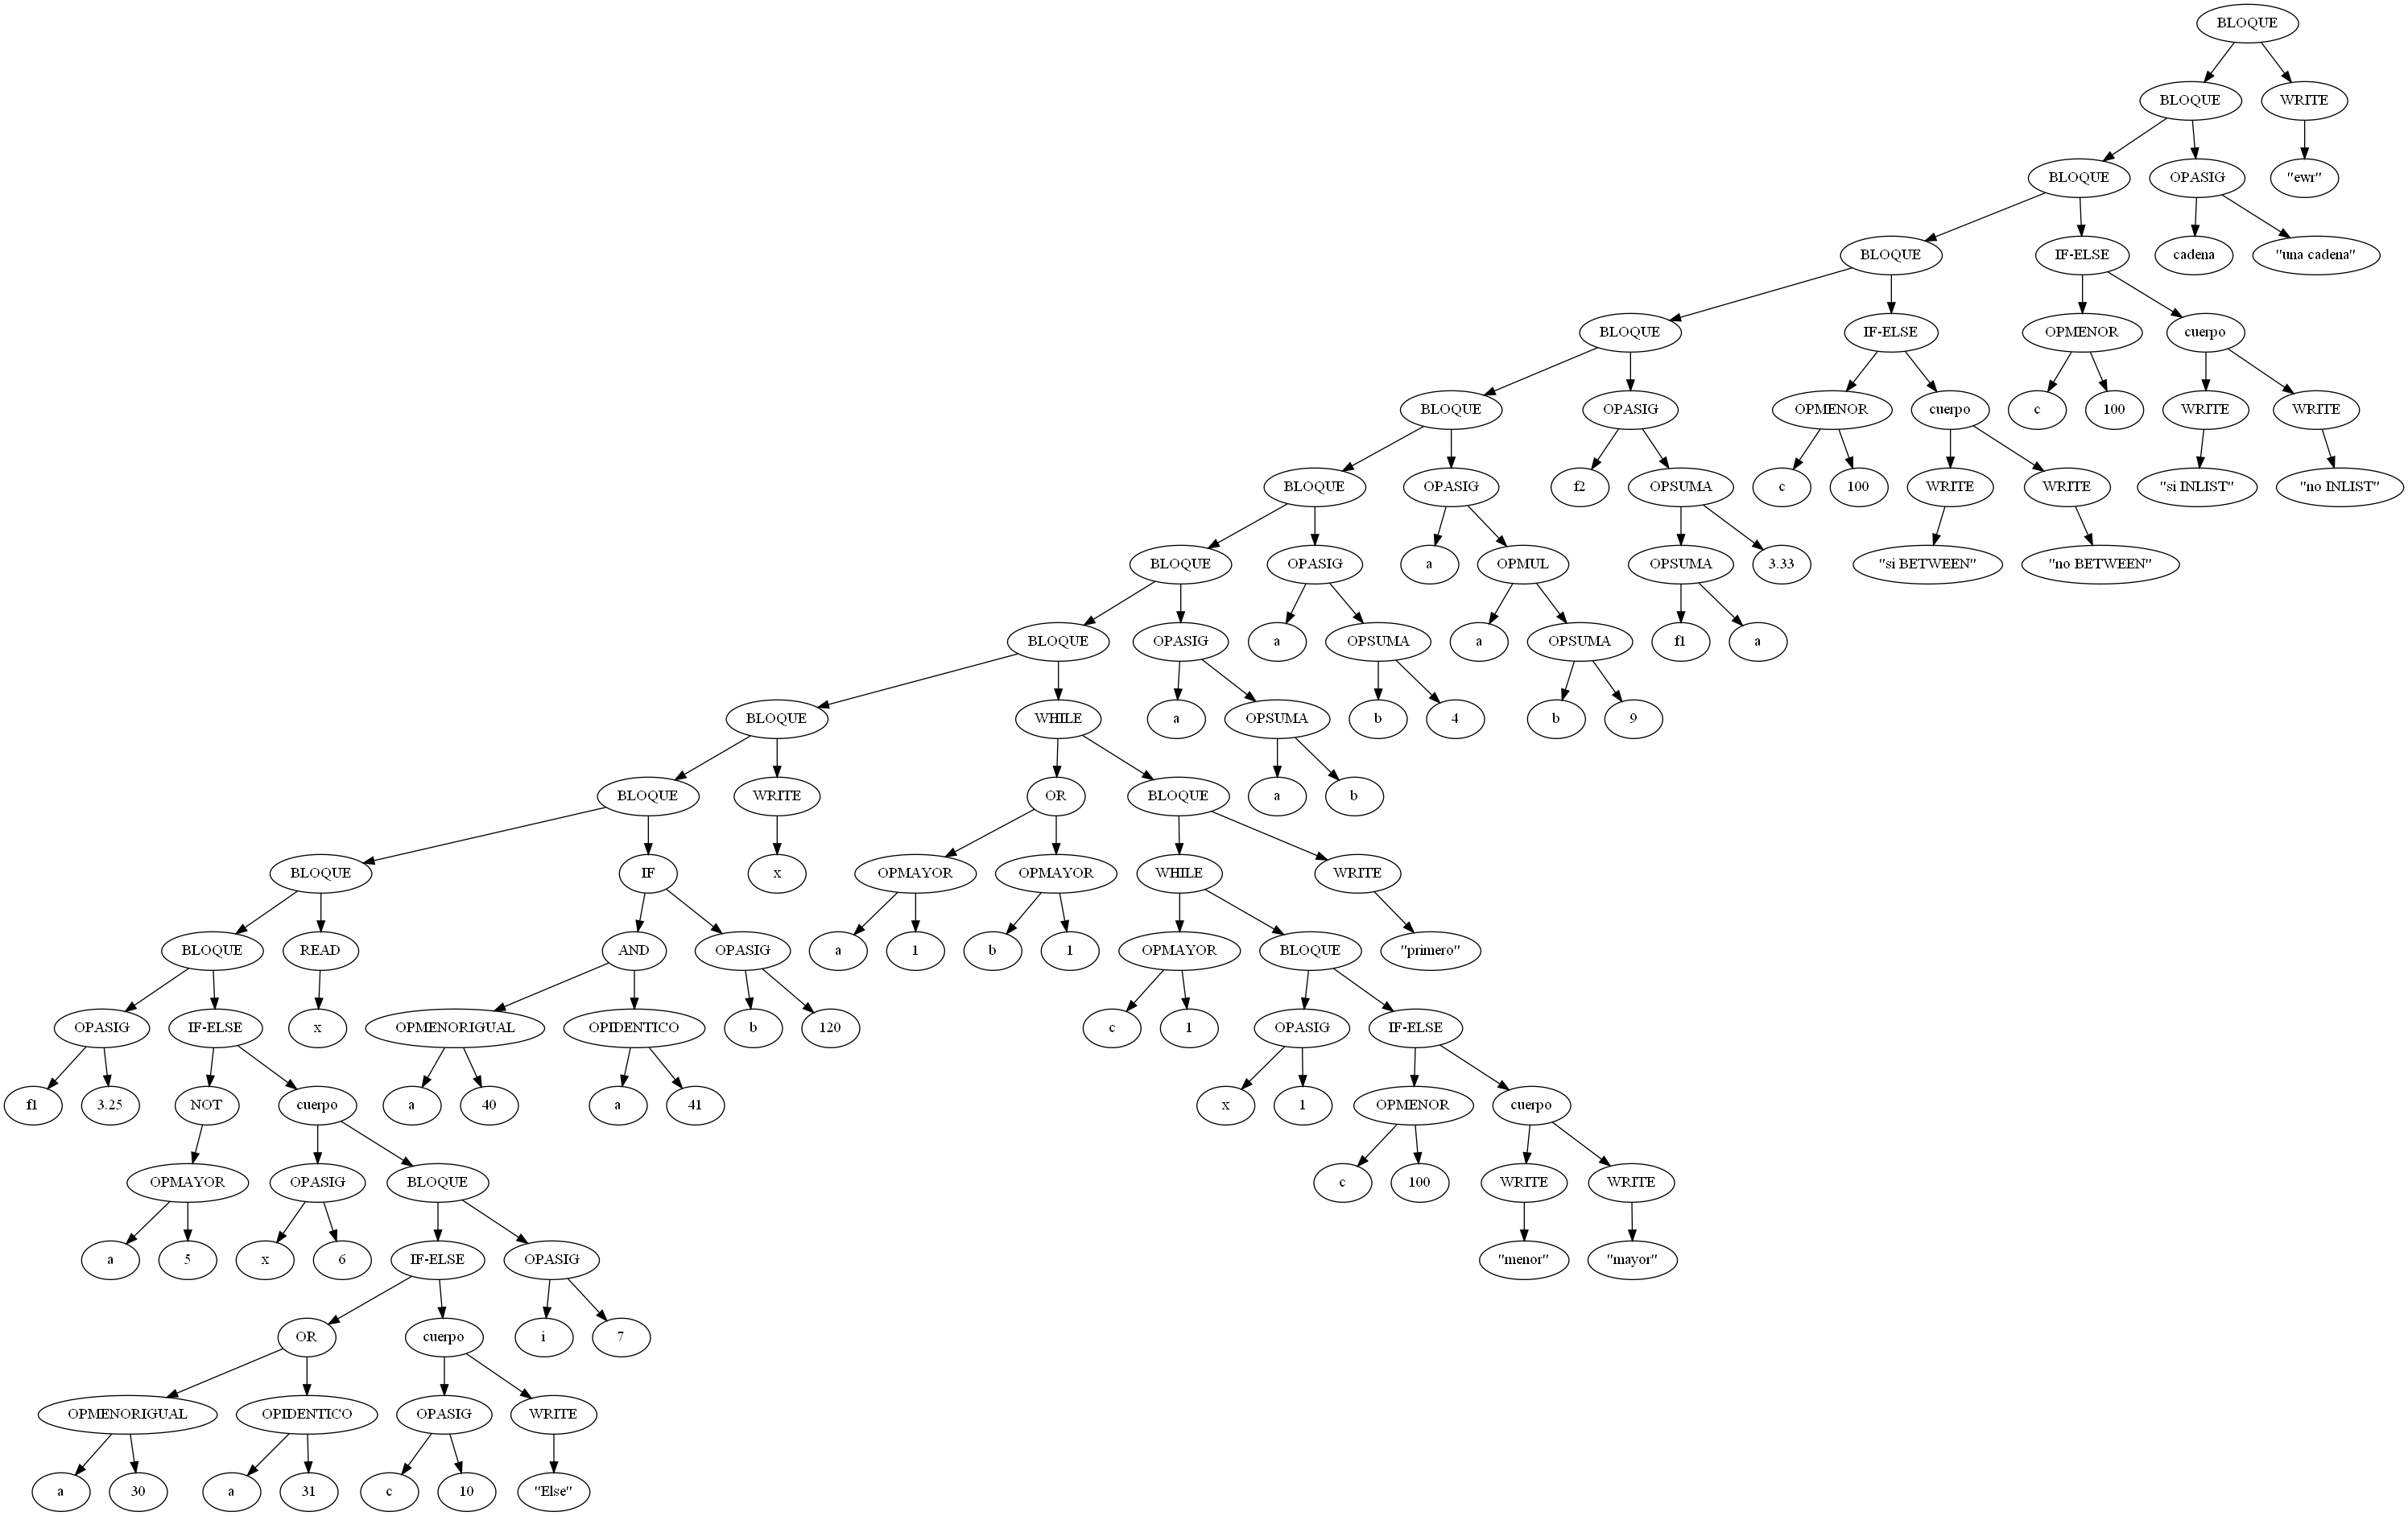 BLOQUE
BLOQUE WRITE
BLOQUE OPASIG "ewr"
BLOQUE IF-ELSE cadena "una cadena"
BLOQUE IF-ELSE OPMENOR cuerpo
BLOQUE OPASIG OPMENOR cuerpo c 100 WRITE WRITE
BLOQUE OPASIG f2 OPSUMA c 100 WRITE WRITE "si INLIST" "no INLIST"
BLOQUE OPASIG a OPMUL OPSUMA 3.33 "si BETWEEN" "no BETWEEN"
BLOQUE OPASIG a OPSUMA a OPSUMA f1 a
BLOQUE WHILE a OPSUMA b 4 b 9
BLOQUE WRITE OR BLOQUE a b
BLOQUE IF x OPMAYOR OPMAYOR WHILE WRITE
BLOQUE READ AND OPASIG a 1 b 1 OPMAYOR BLOQUE "primero"
OPASIG IF-ELSE x OPMENORIGUAL OPIDENTICO b 120 c 1 OPASIG IF-ELSE
f1 3.25 NOT cuerpo a 40 a 41 x 1 OPMENOR cuerpo
OPMAYOR OPASIG BLOQUE c 100 WRITE WRITE
a 5 x 6 IF-ELSE OPASIG "menor" "mayor"
OR cuerpo i 7
OPMENORIGUAL OPIDENTICO OPASIG WRITE
a 30 a 31 c 10 "Else"